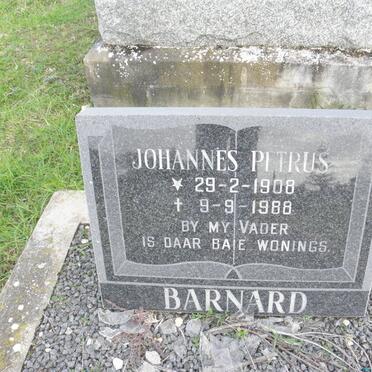 JOHANNES PETRUS
★ 29-2-1908
† 9-9-1988
BY MY VADER
IS DAAR BAIE WONINGS.
BARNARD